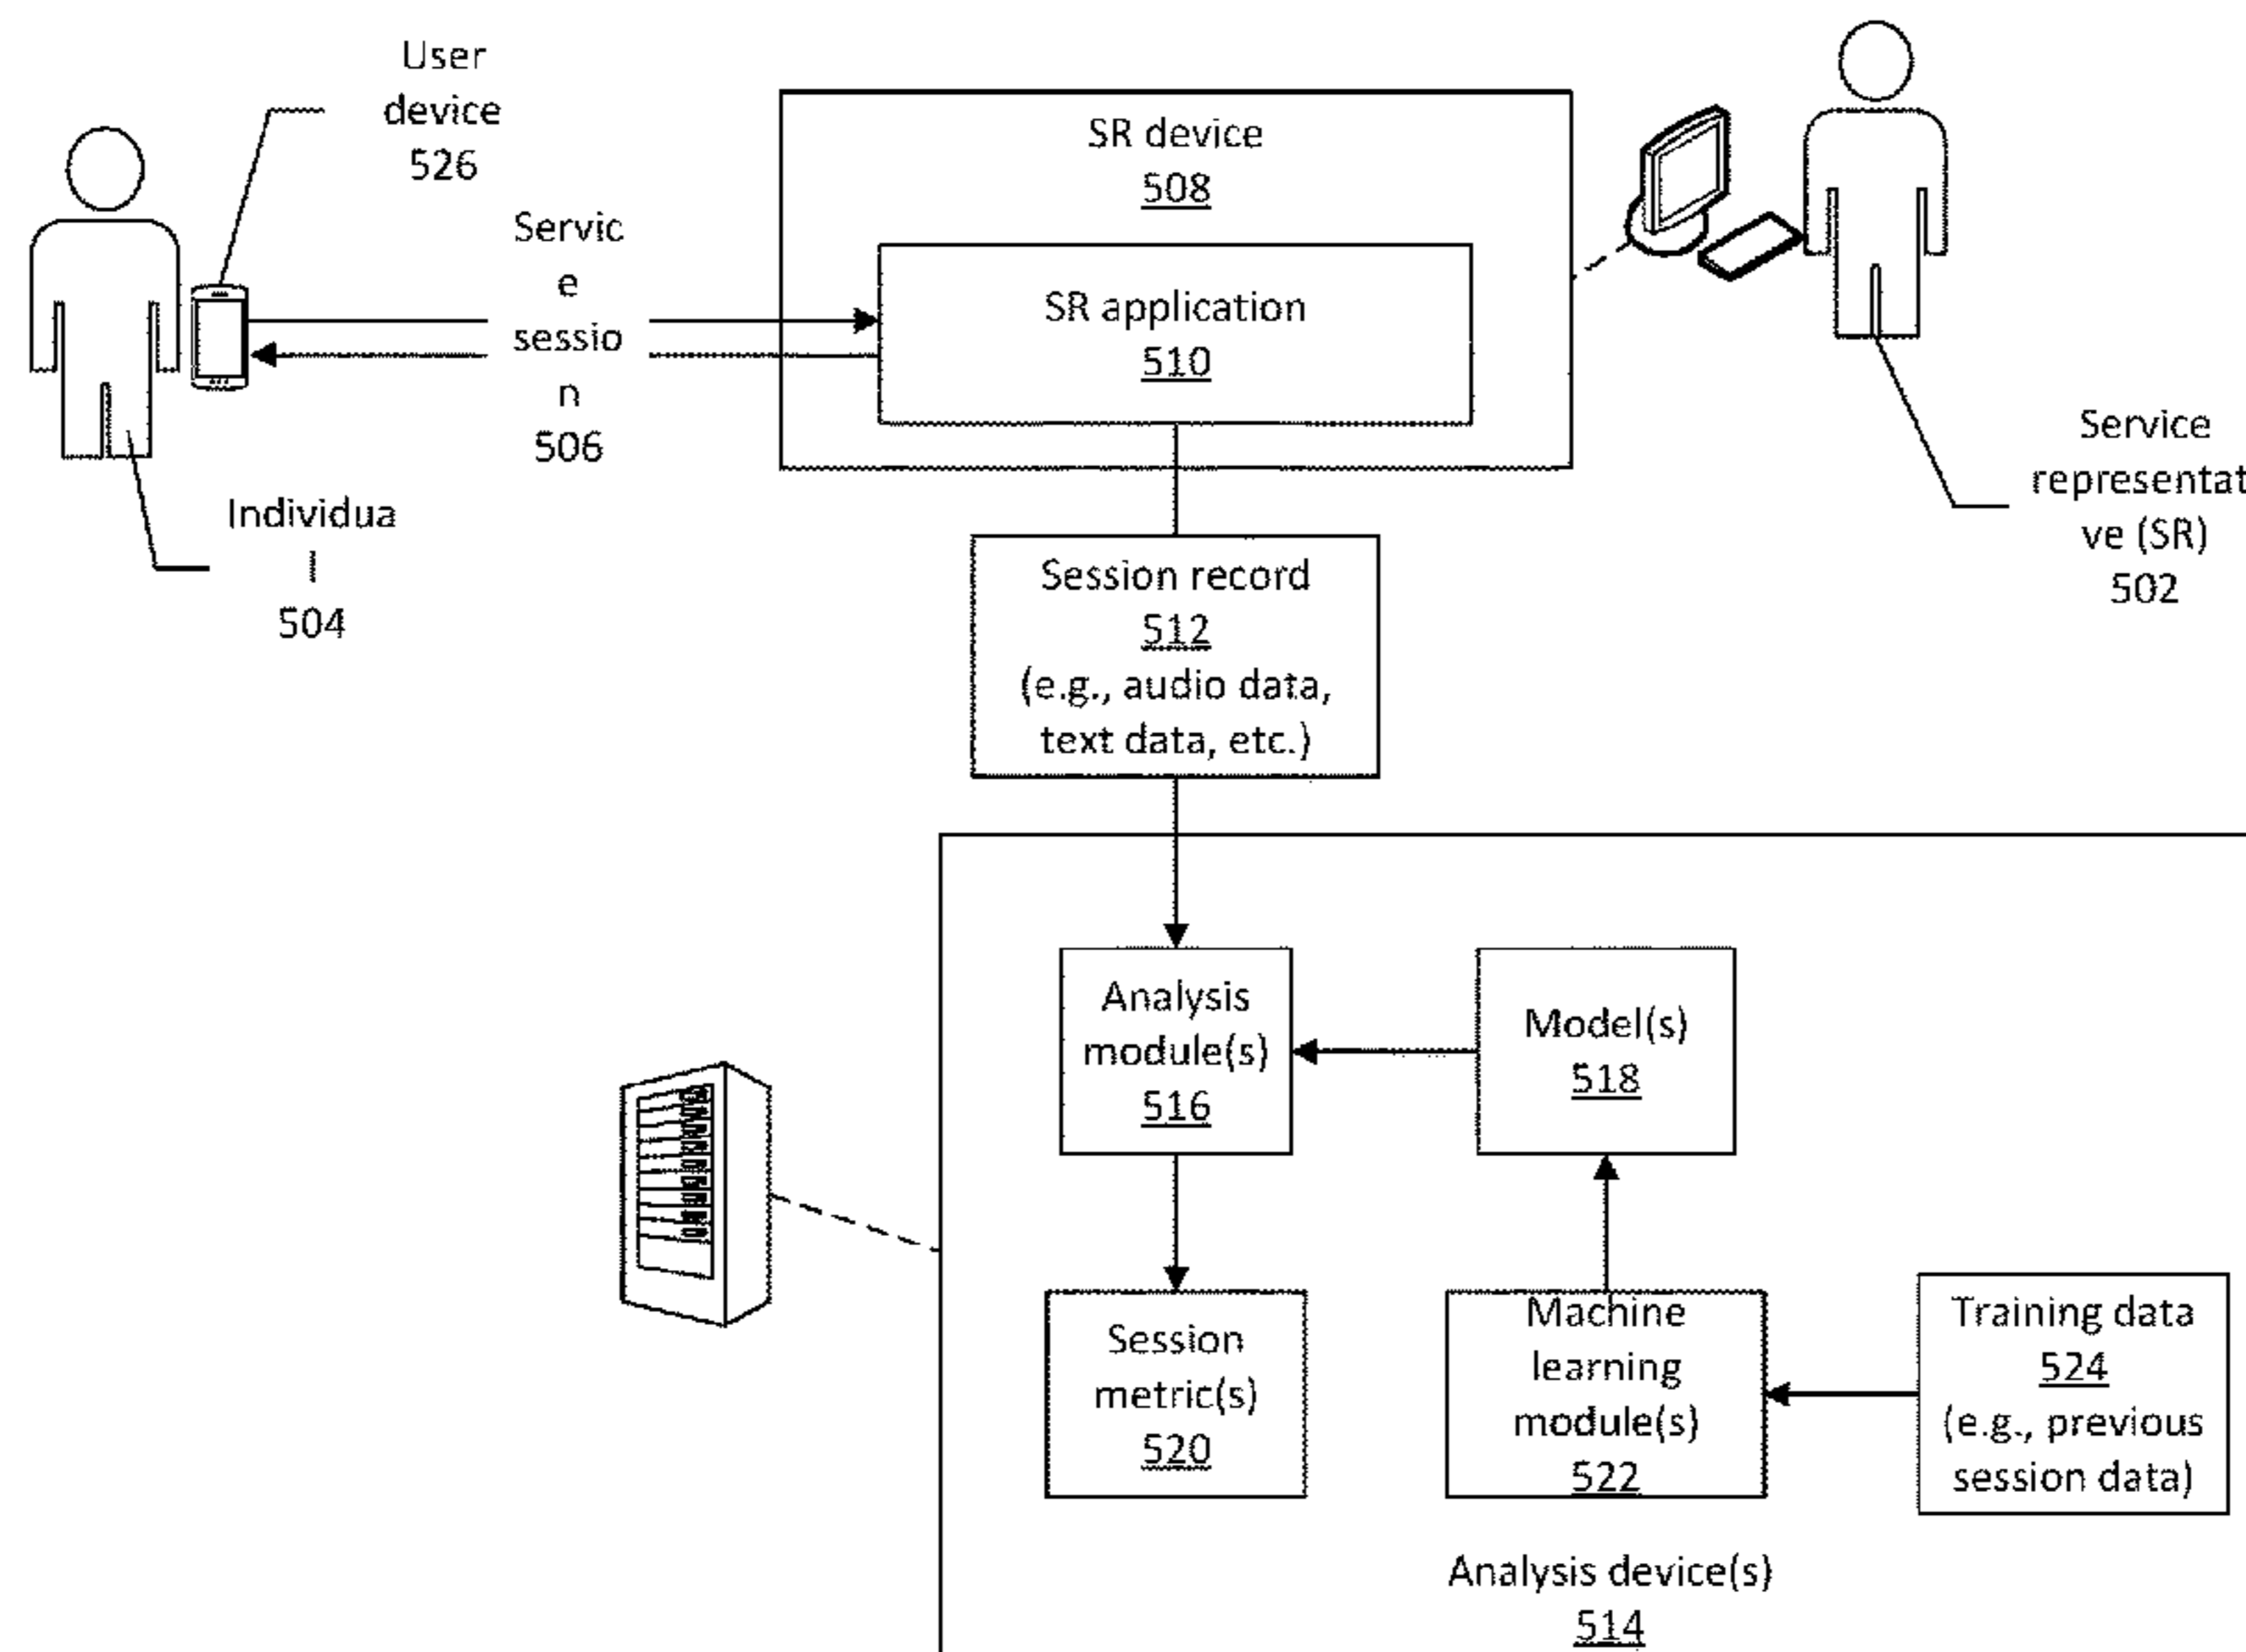 User
device
526
SR device
508
Servic
e
sessio
n
506
SR application
510
Service
representat
ve (SR)
502
Individua
l
504
Session record
512
(e.g., audio data,
text data, etc.)
Analysis
module(s)
516
Model(s)
518
Session
metric(s)
520
Machine
learning
module(s)
522
Training data
524
(e.g., previous
session data)
Analysis device(s)
514